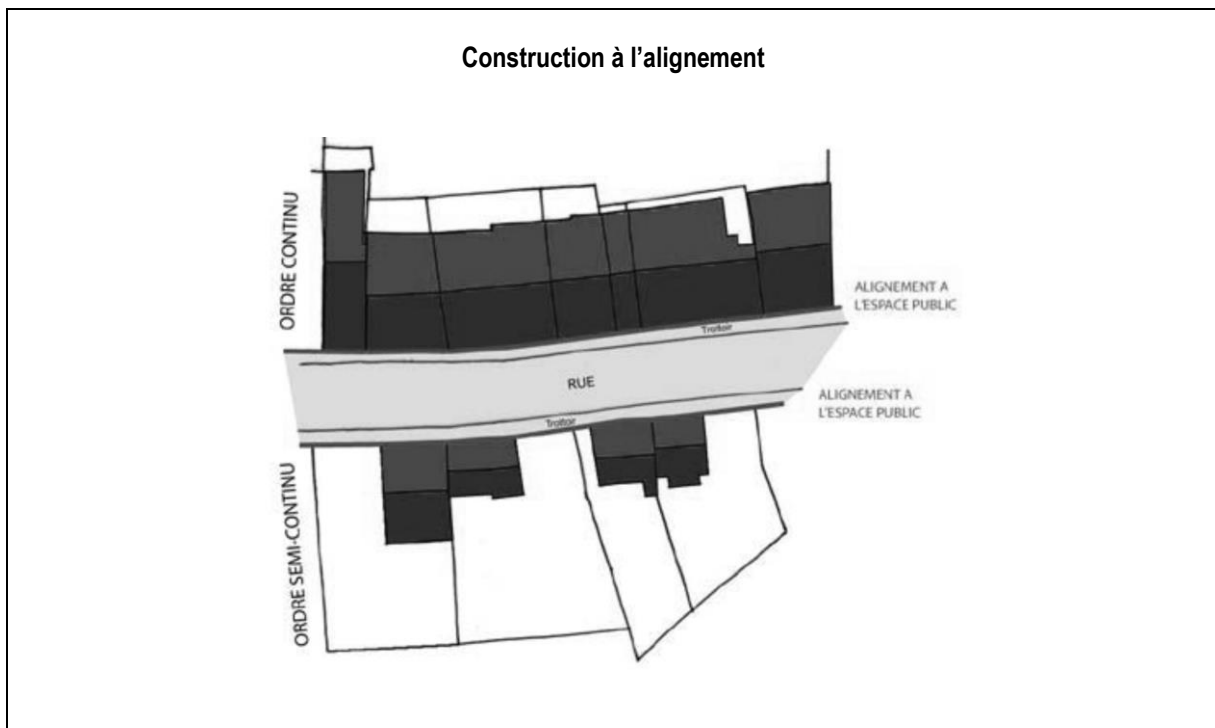 Construction à l’alignement
ORDRE CONTINU
ALIGNEMENT A
L'ESPACE PUBLIC
Trottoir
RUE
ALIGNEMENT A
L'ESPACE PUBLIC
Trottoir
ORDRE SEMI-CONTINU